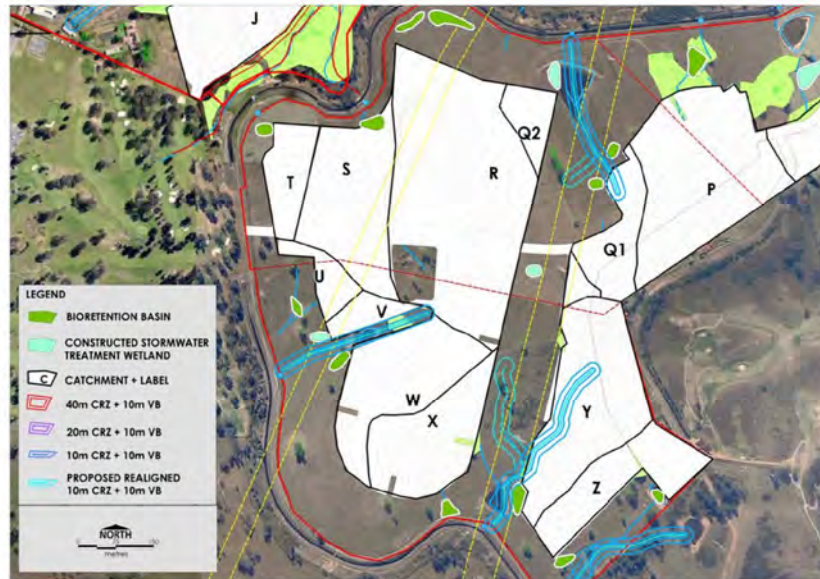 J
Q2
T
S
R
P
Q1
U
V
W
X
Y
Z
LEGEND
BIORETENTION BASIN
CONSTRUCTED STORMWATER
TREATMENT WETLAND
C CATCHMENT + LABEL
40m CRZ + 10m VB
20m CRZ + 10m VB
10m CRZ + 10m VB
PROPOSED REALIGNED
10m CRZ + 10m VB
NORTH
metres